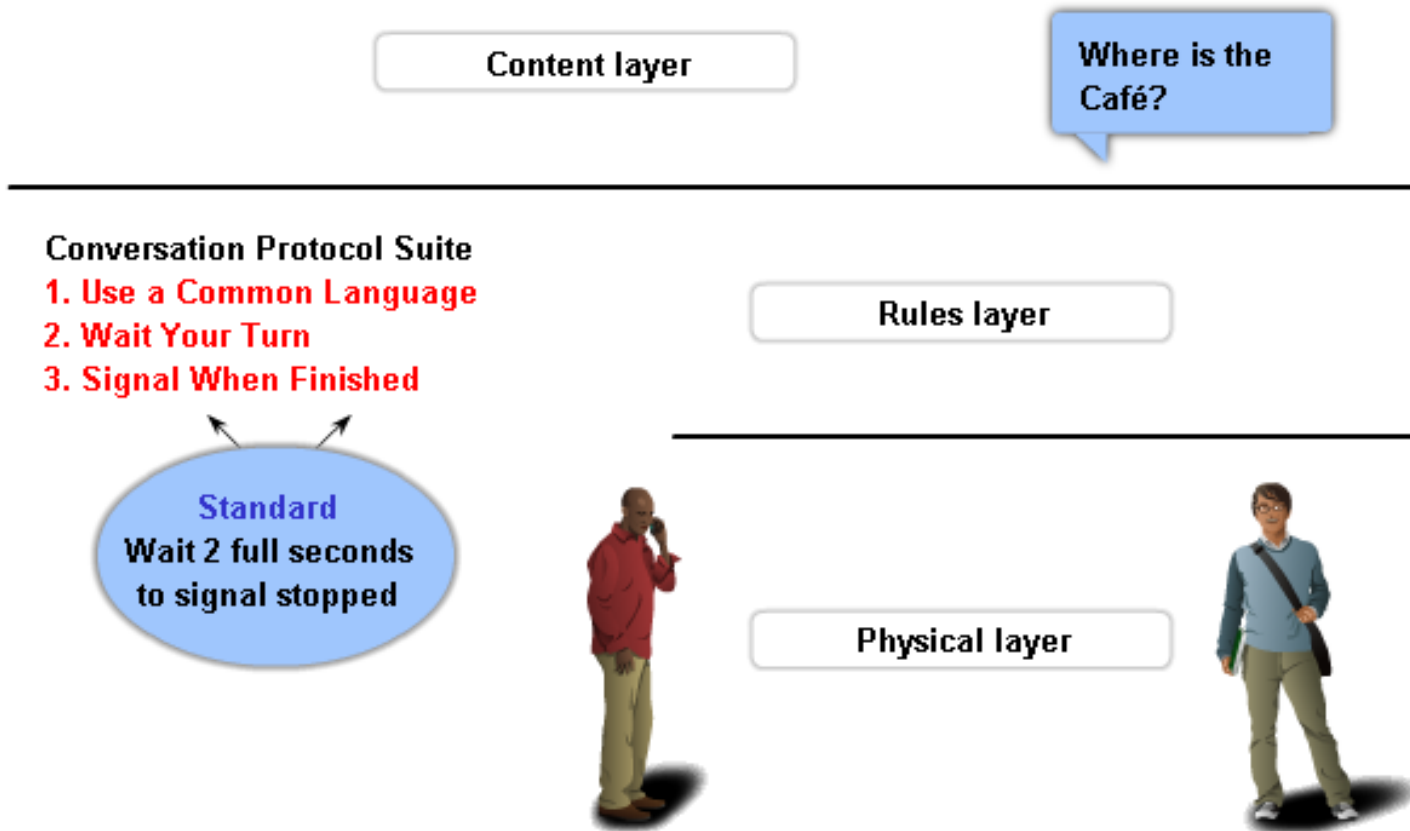 Content layer
Where is the
Café?
Conversation Protocol Suite
1. Use a Common Language
2. Wait Your Turn
3. Signal When Finished
Rules layer
Standard
Wait 2 full seconds
to signal stopped
Physical layer